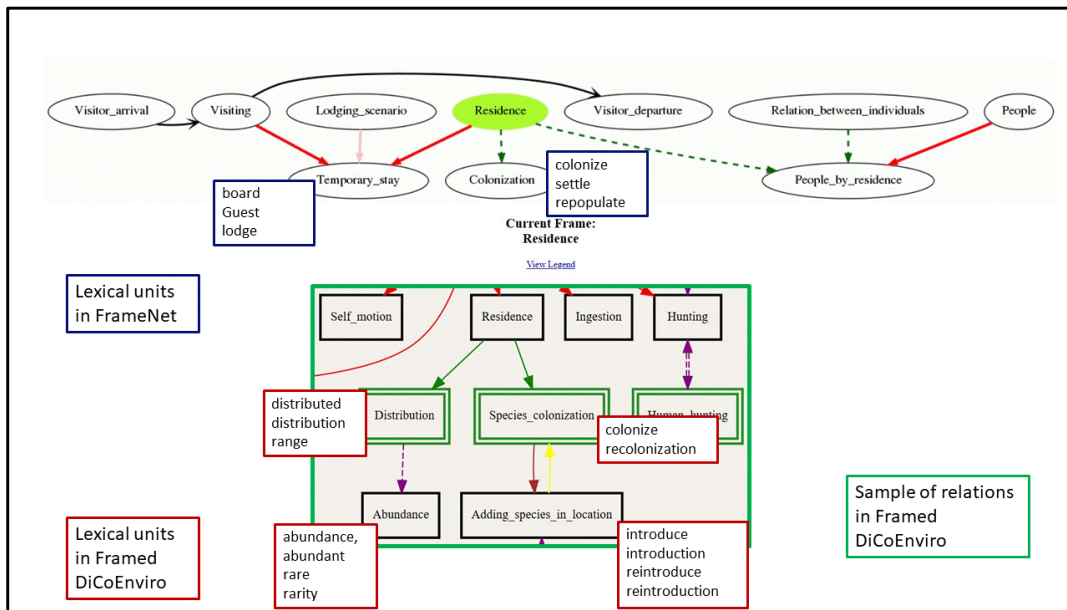 Visitor_arrival
Visiting
Lodging_scenario
Residence
Visitor_departure
Relation_between_individuals
People
Temporary_stay
Colonization
People_by_residence
board
Guest
lodge
colonize
settle
repopulate
Current Frame:
Residence
View Legend
Lexical units
in FrameNet
Self_motion
Residence
Ingestion
Hunting
distributed
distribution
range
Distribution
Species_colonization
Human_hunting
colonize
recolonization
Abundance
Adding_species_in_location
abundance,
abundant
rare
rarity
introduce
introduction
reintroduce
reintroduction
Lexical units
in Framed
DiCoEnviro
Sample of relations
in Framed
DiCoEnviro